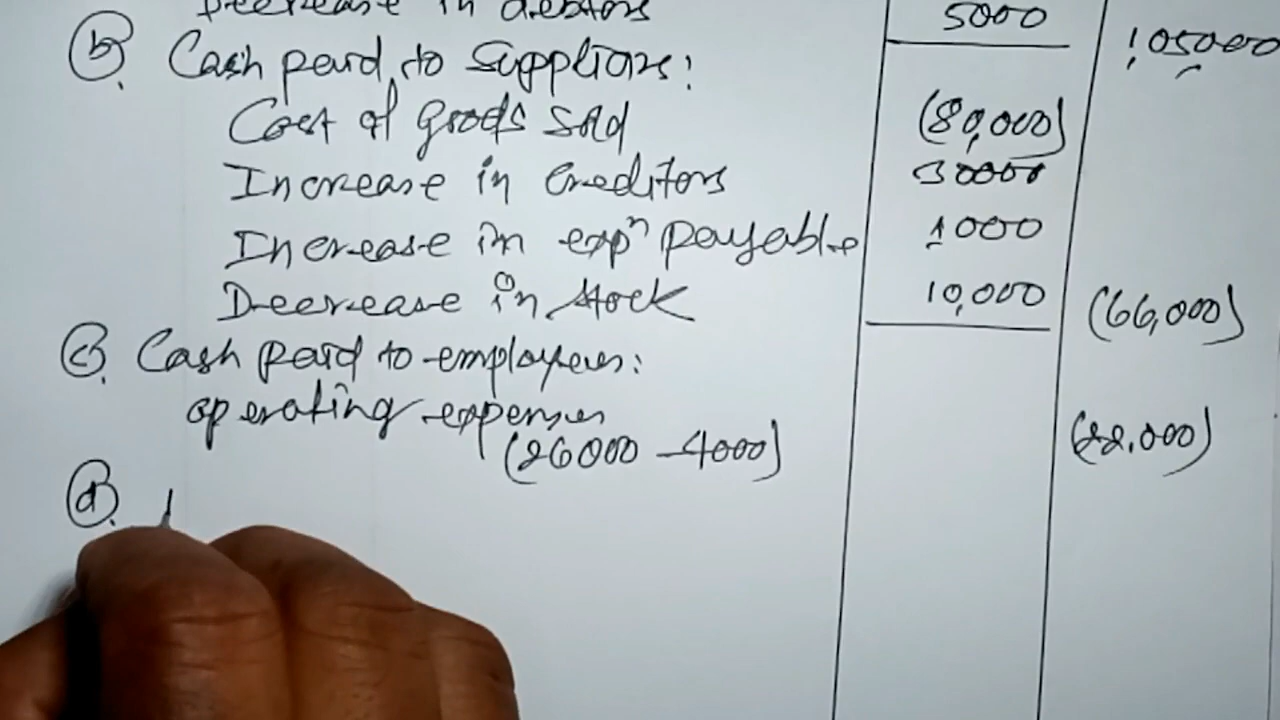 Decrease in debtors 5000 1,05000
(b). Cash paid to Suppliars:
Cost of goods sold (80,000)
Increase in Creditors 30000
Increase in expⁿ payable 1000
Decrease in stock 10,000 (66,000)
(c). Cash paid to employees:
operating expenses
(26000 - 4000) (22,000)
(d).